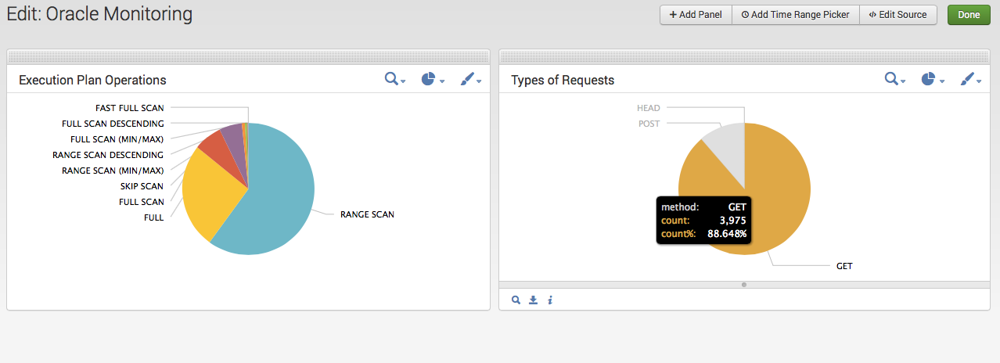 Edit: Oracle Monitoring
Add Panel
Add Time Range Picker
Edit Source
Done
Execution Plan Operations
FAST FULL SCAN
FULL SCAN DESCENDING
FULL SCAN (MIN/MAX)
RANGE SCAN DESCENDING
RANGE SCAN (MIN/MAX)
SKIP SCAN
FULL SCAN
FULL
RANGE SCAN
Types of Requests
HEAD
POST
method: GET
count: 3,975
count%: 88.648%
GET